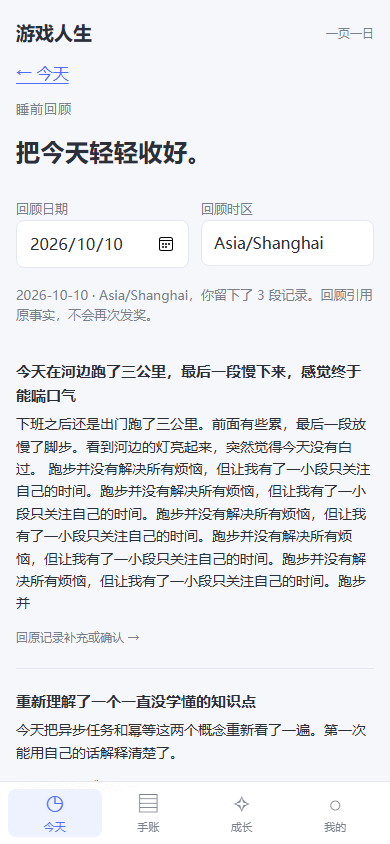 游戏人生
一页一日
← 今天
睡前回顾
把今天轻轻收好。
回顾日期
回顾时区
2026/10/10
Asia/Shanghai
2026-10-10 · Asia/Shanghai，你留下了 3 段记录。回顾引用
原事实，不会再次发奖。
今天在河边跑了三公里，最后一段慢下来，感觉终于
能喘口气
下班之后还是出门跑了三公里。前面有些累，最后一段放
慢了脚步。看到河边的灯亮起来，突然觉得今天没有白
过。 跑步并没有解决所有烦恼，但让我有了一小段只关注
自己的时间。跑步并没有解决所有烦恼，但让我有了一小
段只关注自己的时间。跑步并没有解决所有烦恼，但让我
有了一小段只关注自己的时间。跑步并没有解决所有烦
恼，但让我有了一小段只关注自己的时间。跑步并没有解
决所有烦恼，但让我有了一小段只关注自己的时间。跑步
并
回原记录补充或确认 →
重新理解了一个一直没学懂的知识点
今天把异步任务和幂等这两个概念重新看了一遍。第一次
能用自己的话解释清楚了。
今天
手账
成长
我的